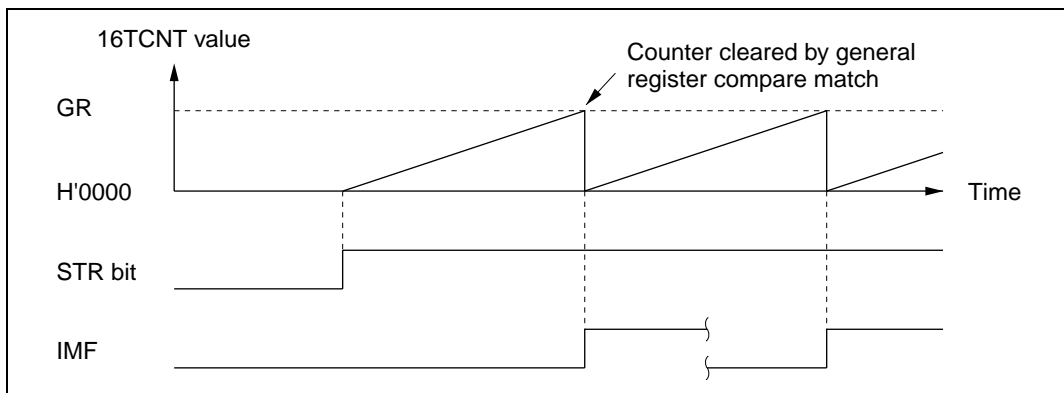 16TCNT value
Counter cleared by general
register compare match
GR
H'0000
Time
STR bit
IMF